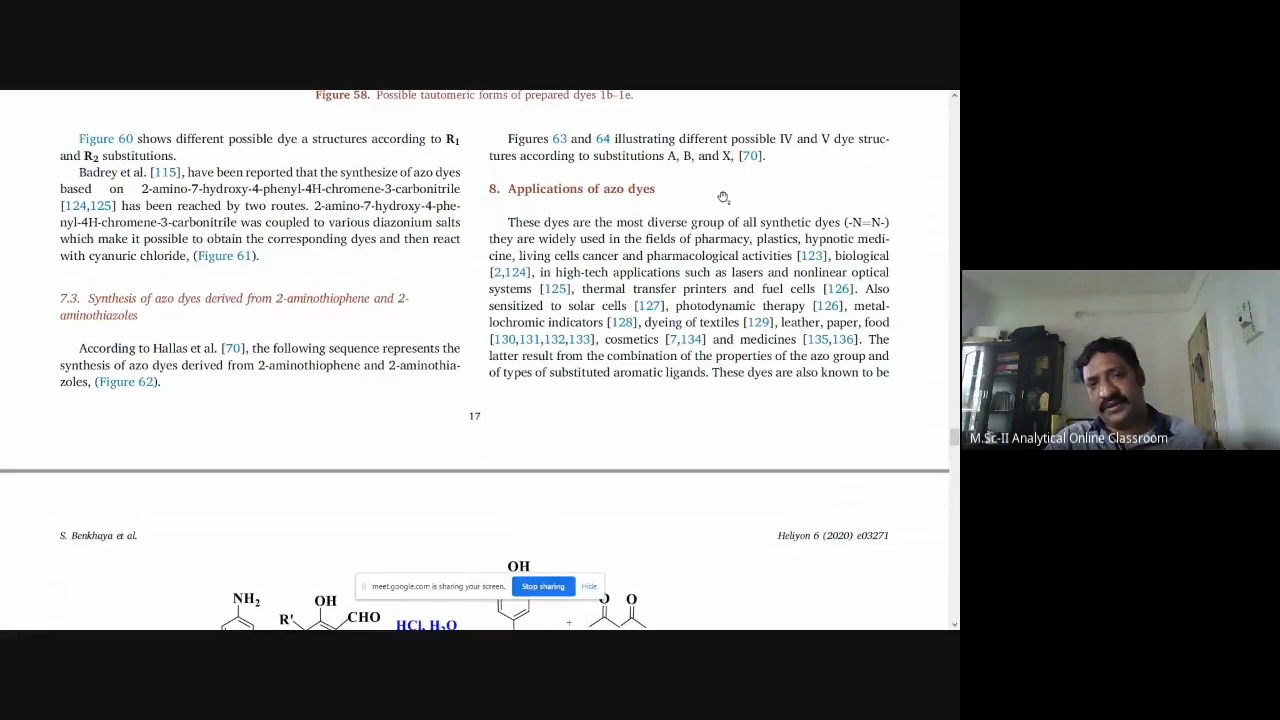 Figure 58. Possible tautomeric forms of prepared dyes 1b–1e.
Figure 60 shows different possible dye a structures according to R1
and R2 substitutions.
Badrey et al. [115], have been reported that the synthesize of azo dyes
based on 2-amino-7-hydroxy-4-phenyl-4H-chromene-3-carbonitrile
[124,125] has been reached by two routes. 2-amino-7-hydroxy-4-phe-
nyl-4H-chromene-3-carbonitrile was coupled to various diazonium salts
which make it possible to obtain the corresponding dyes and then react
with cyanuric chloride, (Figure 61).
7.3. Synthesis of azo dyes derived from 2-aminothiophene and 2-
aminothiazoles
According to Hallas et al. [70], the following sequence represents the
synthesis of azo dyes derived from 2-aminothiophene and 2-aminothia-
zoles, (Figure 62).
Figures 63 and 64 illustrating different possible IV and V dye struc-
tures according to substitutions A, B, and X, [70].
8. Applications of azo dyes
These dyes are the most diverse group of all synthetic dyes (-N=N-)
they are widely used in the fields of pharmacy, plastics, hypnotic medi-
cine, living cells cancer and pharmacological activities [123], biological
[2,124], in high-tech applications such as lasers and nonlinear optical
systems [125], thermal transfer printers and fuel cells [126]. Also
sensitized to solar cells [127], photodynamic therapy [126], metal-
lochromic indicators [128], dyeing of textiles [129], leather, paper, food
[130,131,132,133], cosmetics [7,134] and medicines [135,136]. The
latter result from the combination of the properties of the azo group and
of types of substituted aromatic ligands. These dyes are also known to be
17
S. Benkhaya et al.
Heliyon 6 (2020) e03271
OH
meet.google.com is sharing your screen.
Stop sharing
Hide
NH2
OH
R'
CHO
HCl, H2O
+
O
O
M.Sc-II Analytical Online Classroom